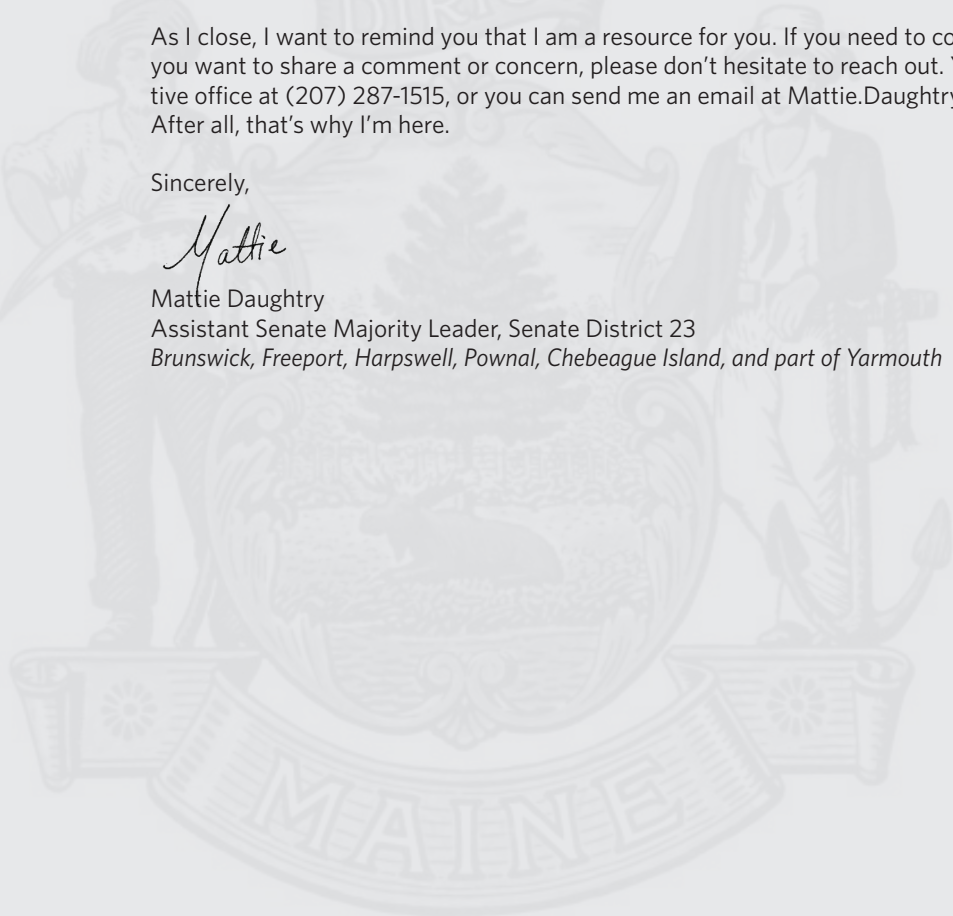 DIRIGO
As I close, I want to remind you that I am a resource for you. If you need to
you want to share a comment or concern, please don't hesitate to reach out.
tive office at (207) 287-1515, or you can send me an email at Mattie.Daughtry
After all, that's why I'm here.
Sincerely,
Mattie
Mattie Daughtry
Assistant Senate Majority Leader, Senate District 23
Brunswick, Freeport, Harpswell, Pownal, Chebeague Island, and part of Yarmouth
MAINE